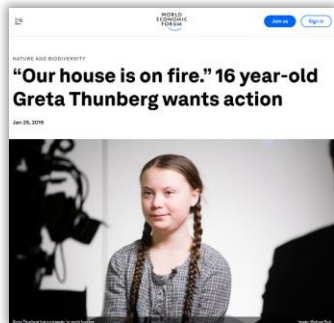 WORLD
ECONOMIC
FORUM
Join us
Sign in
NATURE AND BIODIVERSITY
“Our house is on fire.” 16 year-old
Greta Thunberg wants action
Jan 25, 2019